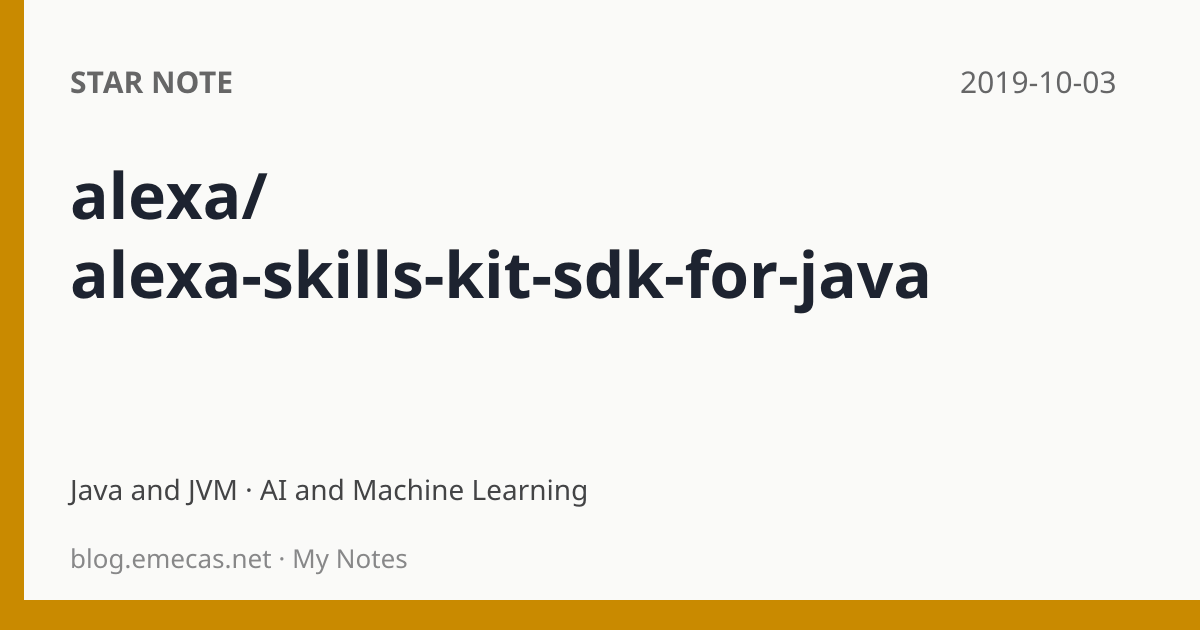 STAR NOTE
2019-10-03
alexa/
alexa-skills-kit-sdk-for-java
Java and JVM · AI and Machine Learning
blog.emecas.net · My Notes